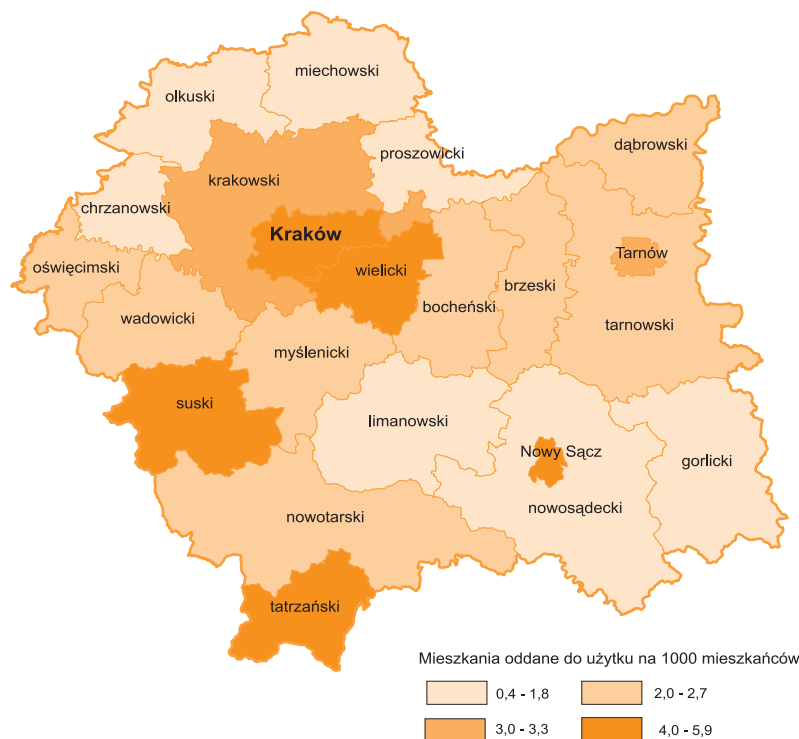 miechowski
olkuski
dąbrowski
proszowicki
krakowski
chrzanowski
Kraków
Tarnów
oświęcimski
wielicki
brzeski
bocheński
wadowicki
tarnowski
myślenicki
suski
limanowski
Nowy Sącz
gorlicki
nowosądecki
nowotarski
tatrzański
Mieszkania oddane do użytku na 1000 mieszkańców
0,4 - 1,8
2,0 - 2,7
3,0 - 3,3
4,0 - 5,9